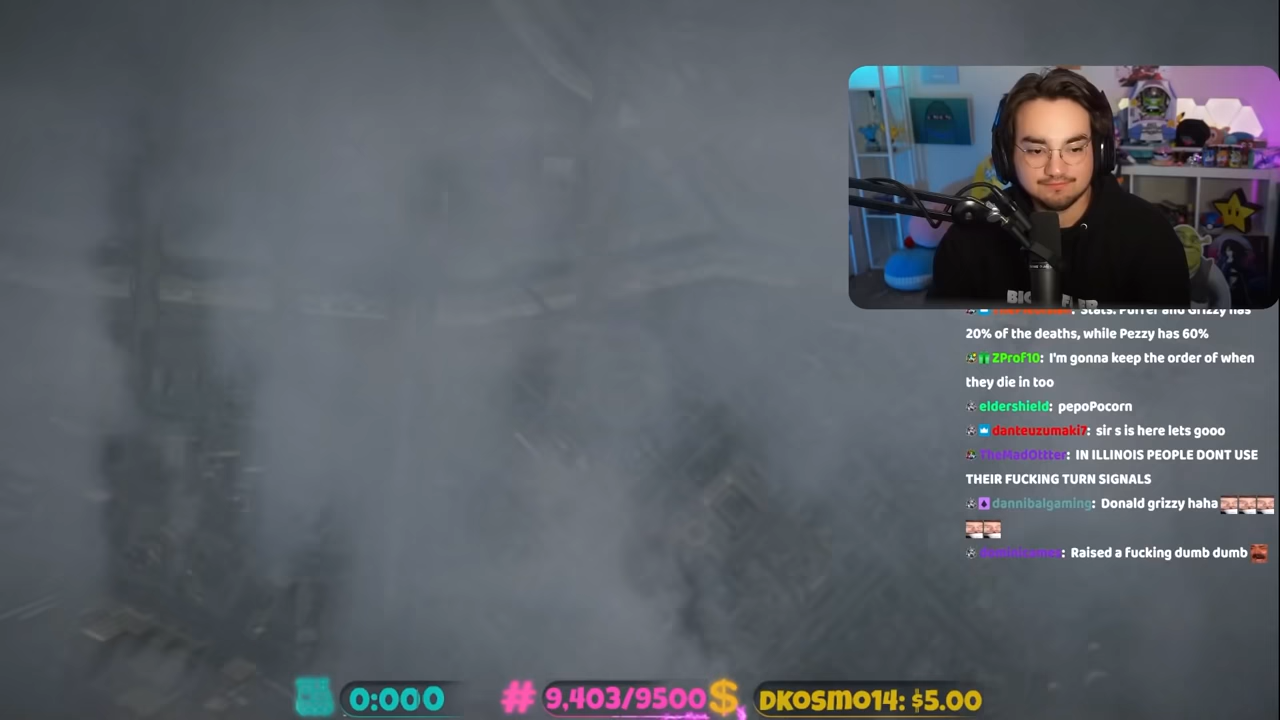 Stats: Puffer and Grizzy has
20% of the deaths, while Pezzy has 60%
ZProf10: I'm gonna keep the order of when
they die in too
eldershield: pepoPocorn
danteuzumaki7: sir s is here lets gooo
TheMadOttter: IN ILLINOIS PEOPLE DONT USE
THEIR FUCKING TURN SIGNALS
dannibalgaming: Donald grizzy haha
: Raised a fucking dumb dumb
0:000
# 9,403/9500 $ DKOSMO14: $5.00